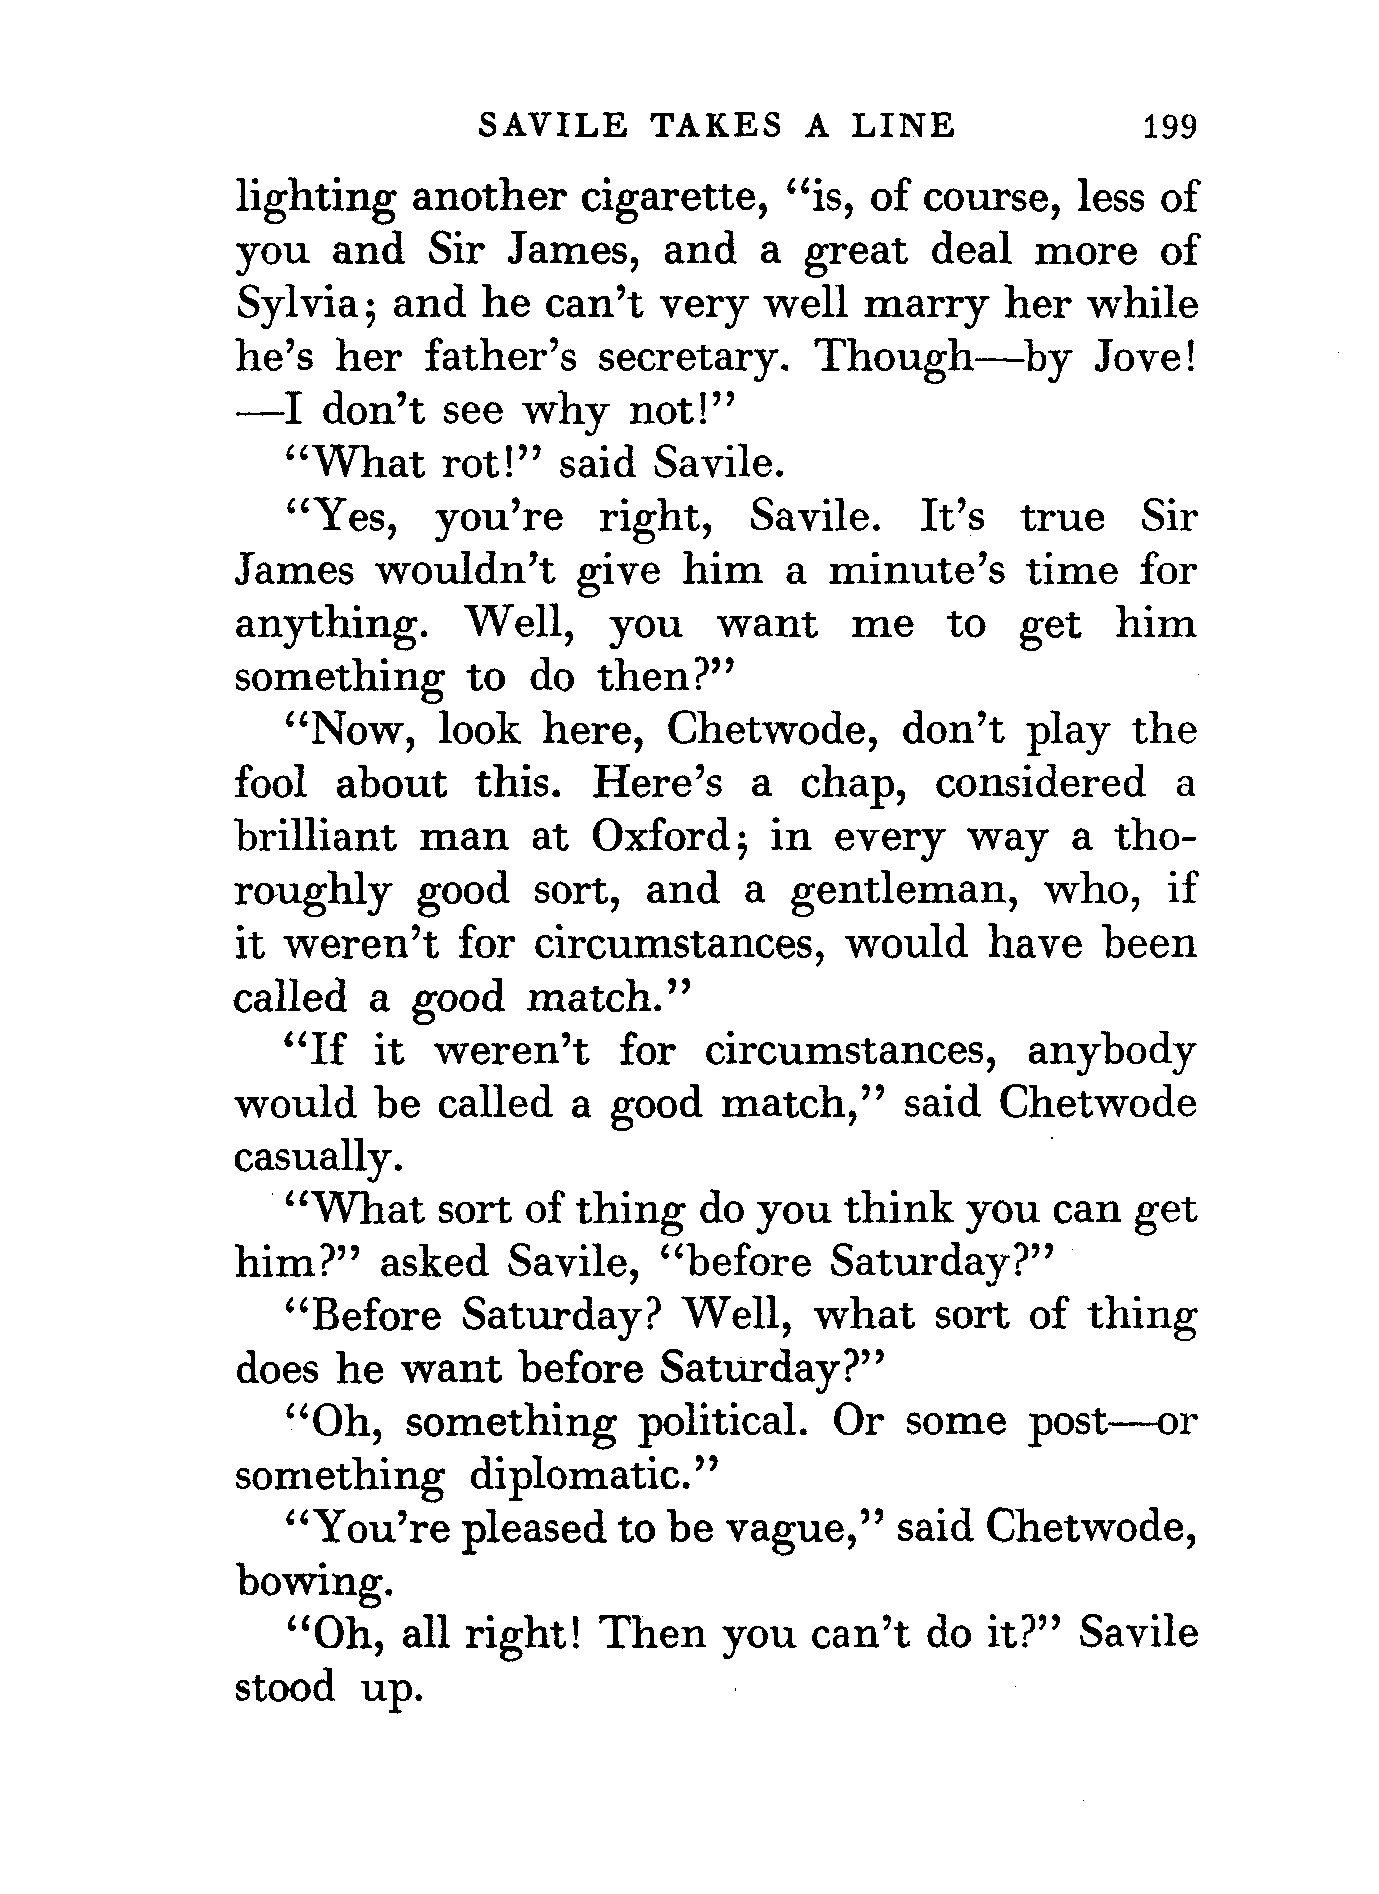 SAVILE TAKES A LINE 199
lighting another cigarette, “is, of course, less of
you and Sir James, and a great deal more of
Sylvia; and he can’t very well marry her while
he’s her father’s secretary. Though—by Jove!
—I don’t see why not!”
“What rot!” said Savile.
“Yes, you’re right, Savile. It’s true Sir
James wouldn’t give him a minute’s time for
anything. Well, you want me to get him
something to do then?”
“Now, look here, Chetwode, don’t play the
fool about this. Here’s a chap, considered a
brilliant man at Oxford; in every way a tho-
roughly good sort, and a gentleman, who, if
it weren’t for circumstances, would have been
called a good match.”
“If it weren’t for circumstances, anybody
would be called a good match,” said Chetwode
casually.
“What sort of thing do you think you can get
him?” asked Savile, “before Saturday?”
“Before Saturday? Well, what sort of thing
does he want before Saturday?”
“Oh, something political. Or some post—or
something diplomatic.”
“You’re pleased to be vague,” said Chetwode,
bowing.
“Oh, all right! Then you can’t do it?” Savile
stood up.